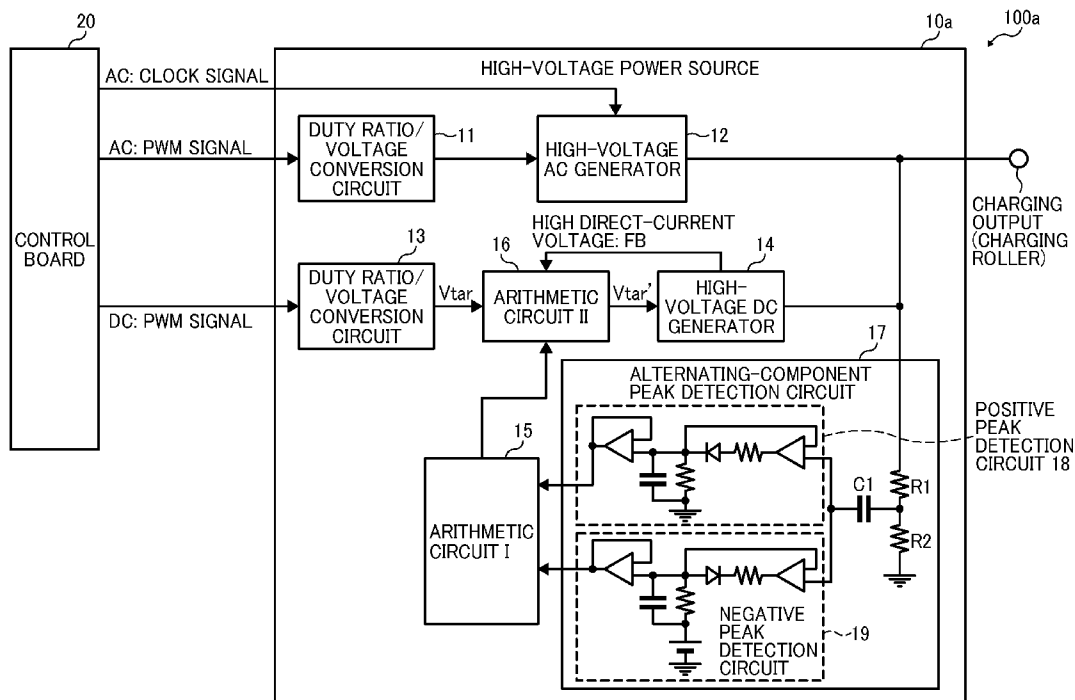 20
10a
100a
AC: CLOCK SIGNAL
HIGH-VOLTAGE POWER SOURCE
DUTY RATIO/
VOLTAGE
CONVERSION
CIRCUIT
11
HIGH-VOLTAGE
AC GENERATOR
12
AC: PWM SIGNAL
CONTROL
BOARD
CHARGING
OUTPUT
(CHARGING
ROLLER)
HIGH DIRECT-CURRENT
VOLTAGE: FB
13
16
14
DUTY RATIO/
VOLTAGE
CONVERSION
CIRCUIT
Vtar
ARITHMETIC
CIRCUIT II
Vtar'
HIGH-
VOLTAGE DC
GENERATOR
DC: PWM SIGNAL
17
ALTERNATING-COMPONENT
PEAK DETECTION CIRCUIT
POSITIVE
PEAK
DETECTION
CIRCUIT 18
15
ARITHMETIC
CIRCUIT I
C1
R1
R2
NEGATIVE
PEAK
DETECTION
CIRCUIT
19